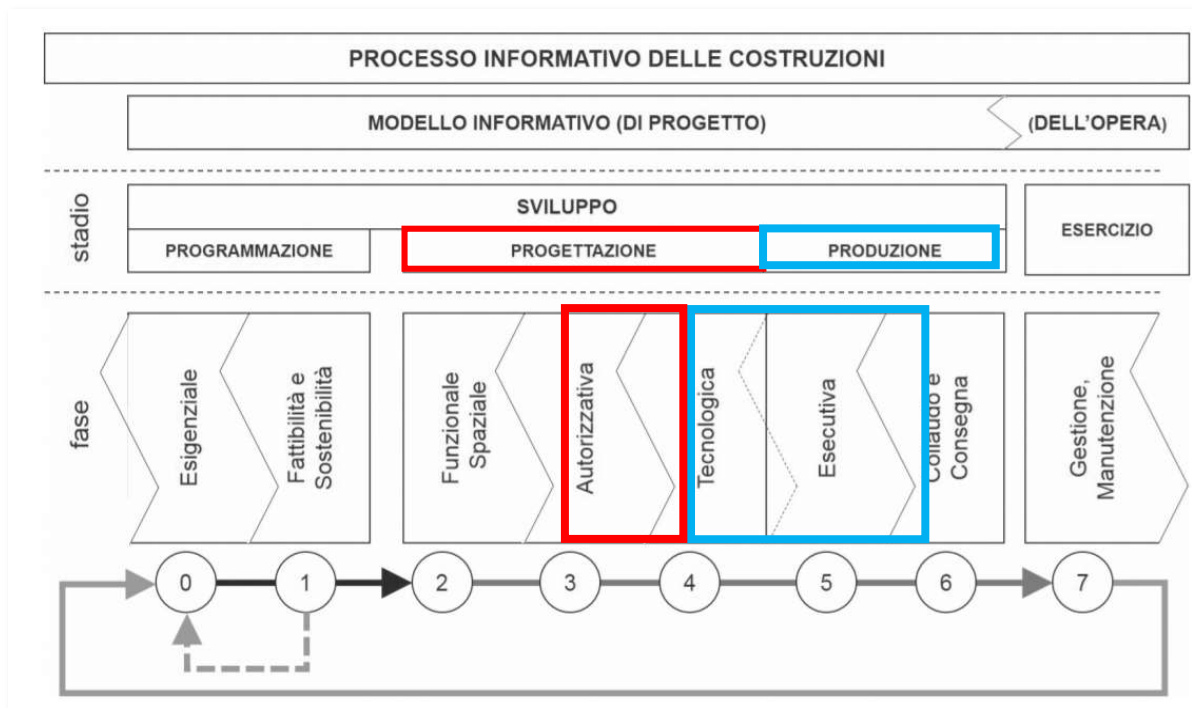 PROCESSO INFORMATIVO DELLE COSTRUZIONI
MODELLO INFORMATIVO (DI PROGETTO)
(DELL'OPERA)
stadio
SVILUPPO
PROGRAMMAZIONE
PROGETTAZIONE
PRODUZIONE
ESERCIZIO
fase
Esigenziale
Fattibilità e
Sostenibilità
Funzionale
Spaziale
Autorizzativa
Tecnologica
Esecutiva
Collaudo e
Consegna
Gestione,
Manutenzione
0
1
2
3
4
5
6
7